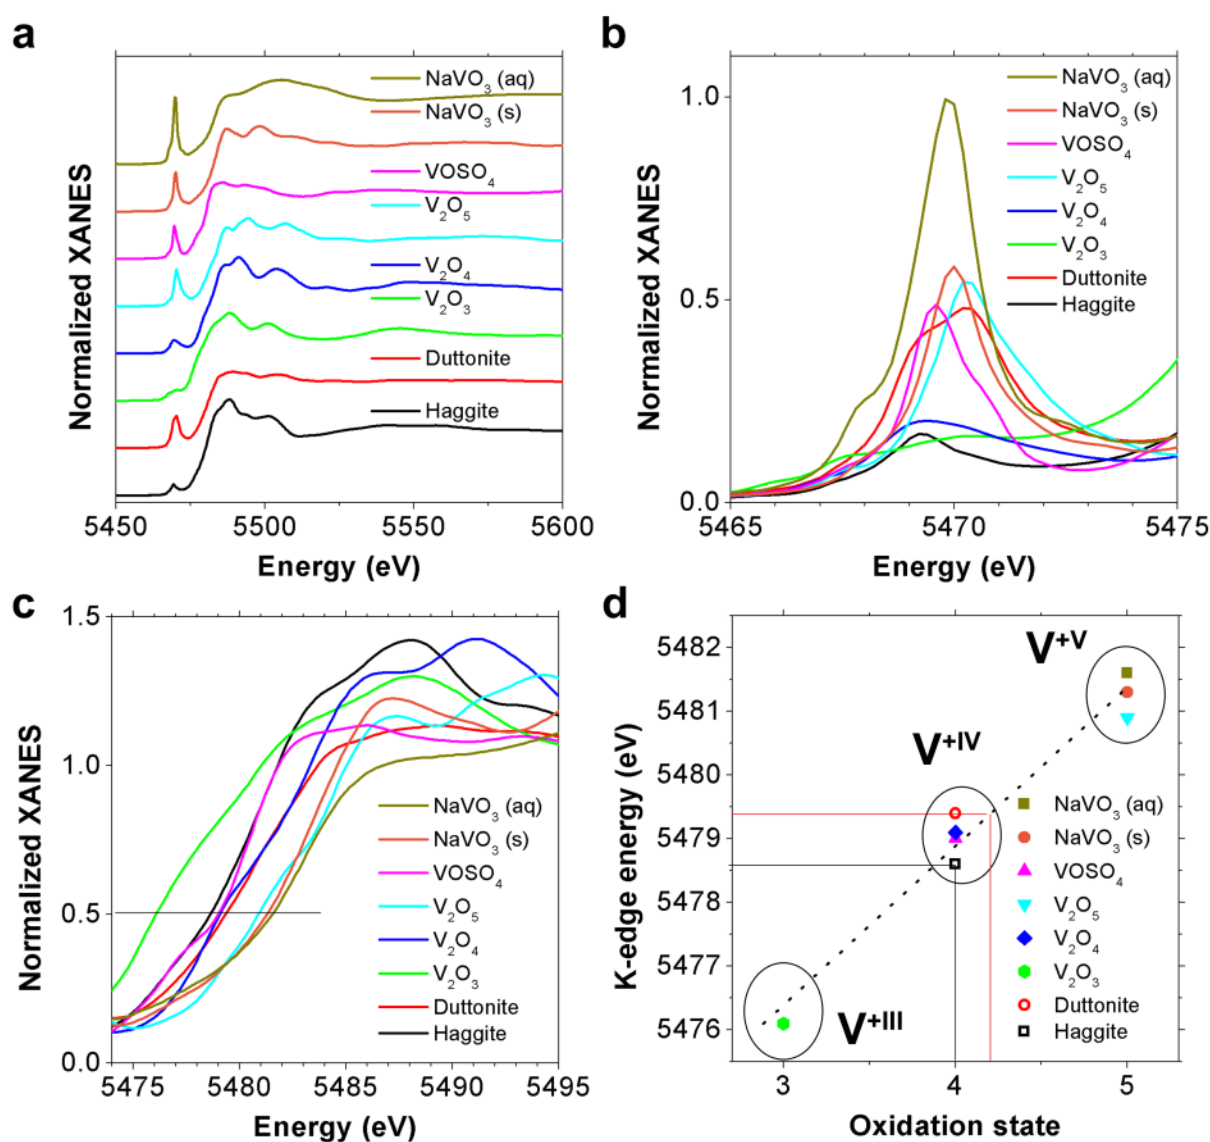 a
NaVO3 (aq)
NaVO3 (s)
VOSO4
V2O5
V2O4
V2O3
Duttonite
Haggite
Normalized XANES
5450 5500 5550 5600
Energy (eV)
b
1.0
0.5
0.0
NaVO3 (aq)
NaVO3 (s)
VOSO4
V2O5
V2O4
V2O3
Duttonite
Haggite
Normalized XANES
5465 5470 5475
Energy (eV)
c
1.5
1.0
0.5
0.0
NaVO3 (aq)
NaVO3 (s)
VOSO4
V2O5
V2O4
V2O3
Duttonite
Haggite
Normalized XANES
5475 5480 5485 5490 5495
Energy (eV)
d
5482
5481
5480
5479
5478
5477
5476
K-edge energy (eV)
V+V
V+IV
V+III
NaVO3 (aq)
NaVO3 (s)
VOSO4
V2O5
V2O4
V2O3
Duttonite
Haggite
3 4 5
Oxidation state